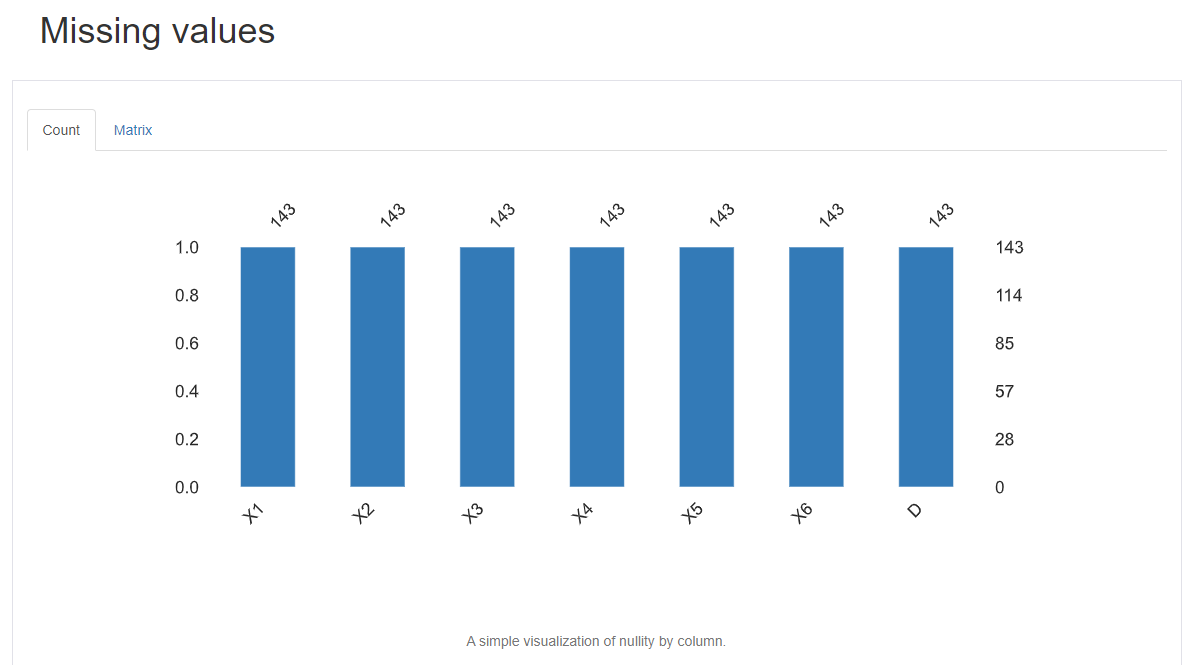 Missing values
Count Matrix
143 143 143 143 143 143 143
1.0 143
0.8 114
0.6 85
0.4 57
0.2 28
0.0 0
X1 X2 X3 X4 X5 X6 D
A simple visualization of nullity by column.